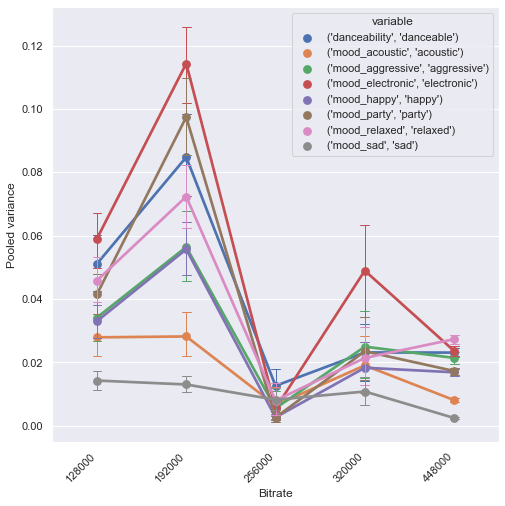 variable
('danceability', 'danceable')
('mood_acoustic', 'acoustic')
('mood_aggressive', 'aggressive')
('mood_electronic', 'electronic')
('mood_happy', 'happy')
('mood_party', 'party')
('mood_relaxed', 'relaxed')
('mood_sad', 'sad')
0.12
0.10
0.08
0.06
0.04
0.02
0.00
Pooled variance
128000
192000
256000
320000
448000
Bitrate